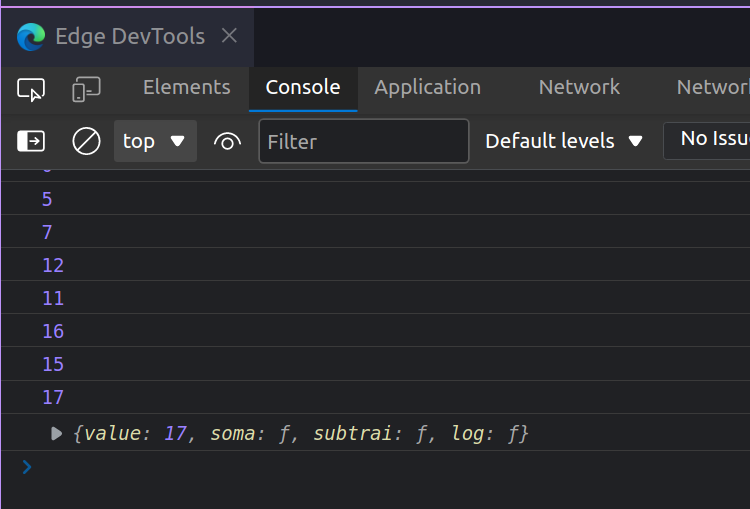 Edge DevTools
Elements Console Application Network Networ
top Filter Default levels No Issu
5
7
12
11
16
15
17
{value: 17, soma: ƒ, subtrai: ƒ, log: ƒ}